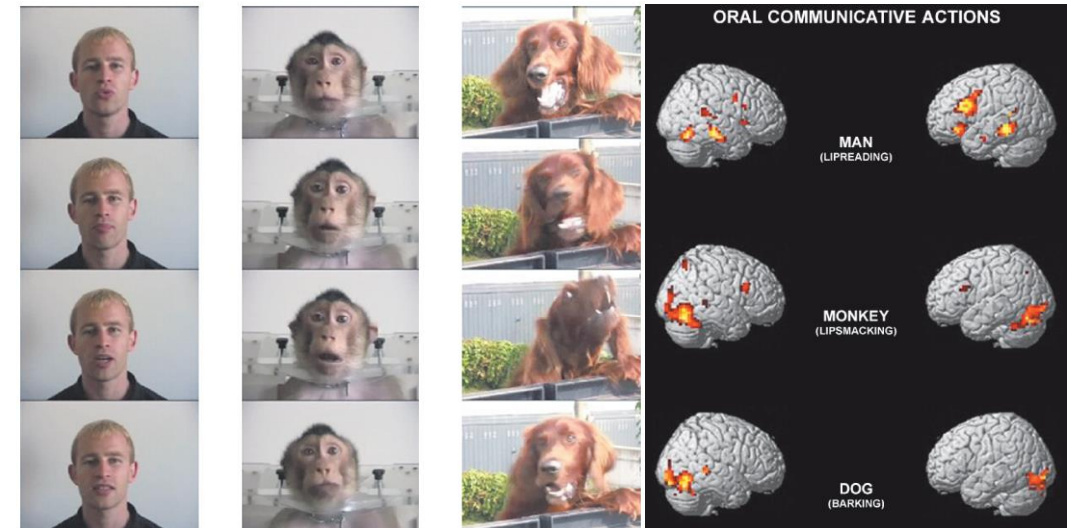 ORAL COMMUNICATIVE ACTIONS
MAN
(LIPREADING)
MONKEY
(LIPSMACKING)
DOG
(BARKING)